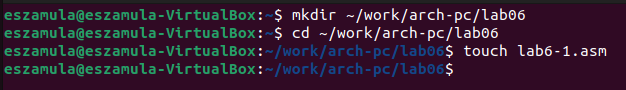 eszamula@eszamula-VirtualBox:~$ mkdir ~/work/arch-pc/lab06
eszamula@eszamula-VirtualBox:~$ cd ~/work/arch-pc/lab06
eszamula@eszamula-VirtualBox:~/work/arch-pc/lab06$ touch lab6-1.asm
eszamula@eszamula-VirtualBox:~/work/arch-pc/lab06$